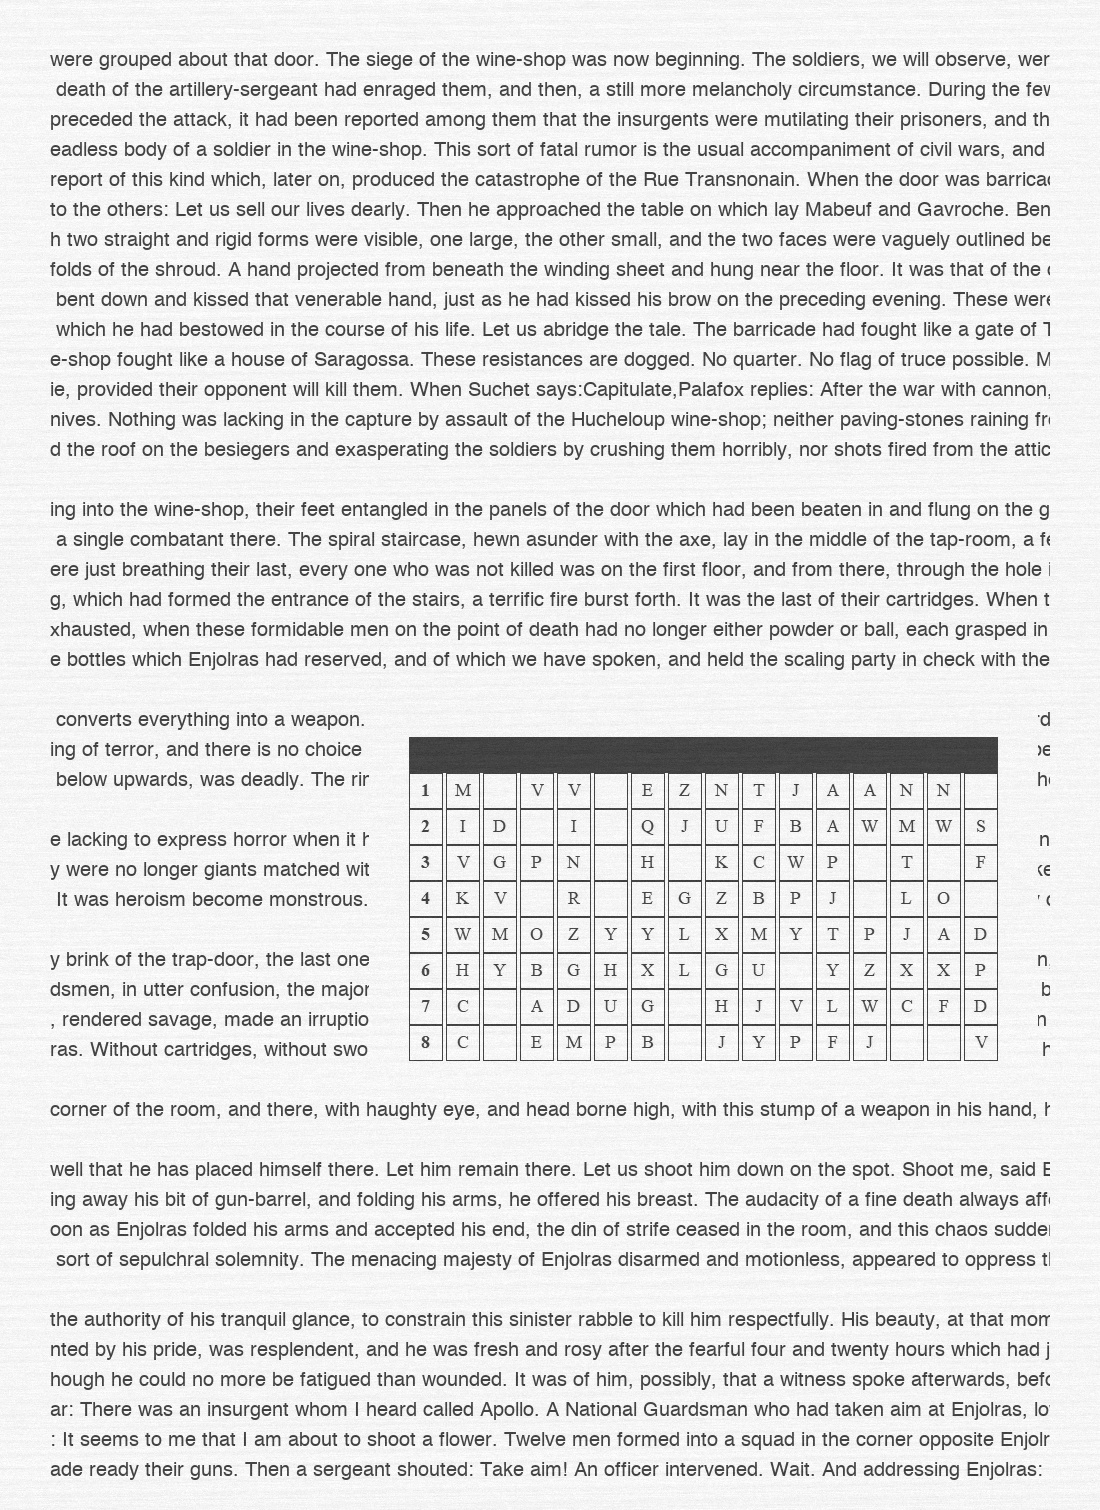 were grouped about that door. The siege of the wine-shop was now beginning. The soldiers, we will observe, wer
death of the artillery-sergeant had enraged them, and then, a still more melancholy circumstance. During the few
preceded the attack, it had been reported among them that the insurgents were mutilating their prisoners, and th
eadless body of a soldier in the wine-shop. This sort of fatal rumor is the usual accompaniment of civil wars, and
report of this kind which, later on, produced the catastrophe of the Rue Transnonain. When the door was barricad
to the others: Let us sell our lives dearly. Then he approached the table on which lay Mabeuf and Gavroche. Ben
h two straight and rigid forms were visible, one large, the other small, and the two faces were vaguely outlined be
folds of the shroud. A hand projected from beneath the winding sheet and hung near the floor. It was that of the
bent down and kissed that venerable hand, just as he had kissed his brow on the preceding evening. These were
which he had bestowed in the course of his life. Let us abridge the tale. The barricade had fought like a gate of T
e-shop fought like a house of Saragossa. These resistances are dogged. No quarter. No flag of truce possible. M
ie, provided their opponent will kill them. When Suchet says:Capitulate,Palafox replies: After the war with cannon,
nives. Nothing was lacking in the capture by assault of the Hucheloup wine-shop; neither paving-stones raining fr
d the roof on the besiegers and exasperating the soldiers by crushing them horribly, nor shots fired from the attic
ing into the wine-shop, their feet entangled in the panels of the door which had been beaten in and flung on the g
a single combatant there. The spiral staircase, hewn asunder with the axe, lay in the middle of the tap-room, a fe
ere just breathing their last, every one who was not killed was on the first floor, and from there, through the hole i
g, which had formed the entrance of the stairs, a terrific fire burst forth. It was the last of their cartridges. When t
xhausted, when these formidable men on the point of death had no longer either powder or ball, each grasped in
e bottles which Enjolras had reserved, and of which we have spoken, and held the scaling party in check with the
converts everything into a weapon. rd
ing of terror, and there is no choice be
below upwards, was deadly. The rir he
e lacking to express horror when it h n
y were no longer giants matched wit ke
It was heroism become monstrous.
y brink of the trap-door, the last one n
dsmen, in utter confusion, the major b
, rendered savage, made an irruptio n
ras. Without cartridges, without swo h
1 M V V E Z N T J A A N N
2 I D I Q J U F B A W M W S
3 V G P N H K C W P T F
4 K V R E G Z B P J L O
5 W M O Z Y Y L X M Y T P J A D
6 H Y B G H X L G U Y Z X X P
7 C A D U G H J V L W C F D
8 C E M P B J Y P F J V
corner of the room, and there, with haughty eye, and head borne high, with this stump of a weapon in his hand, h
well that he has placed himself there. Let him remain there. Let us shoot him down on the spot. Shoot me, said E
ing away his bit of gun-barrel, and folding his arms, he offered his breast. The audacity of a fine death always aff
oon as Enjolras folded his arms and accepted his end, the din of strife ceased in the room, and this chaos sudden
sort of sepulchral solemnity. The menacing majesty of Enjolras disarmed and motionless, appeared to oppress th
the authority of his tranquil glance, to constrain this sinister rabble to kill him respectfully. His beauty, at that mom
nted by his pride, was resplendent, and he was fresh and rosy after the fearful four and twenty hours which had j
hough he could no more be fatigued than wounded. It was of him, possibly, that a witness spoke afterwards, befo
ar: There was an insurgent whom I heard called Apollo. A National Guardsman who had taken aim at Enjolras, lo
: It seems to me that I am about to shoot a flower. Twelve men formed into a squad in the corner opposite Enjolr
ade ready their guns. Then a sergeant shouted: Take aim! An officer intervened. Wait. And addressing Enjolras: